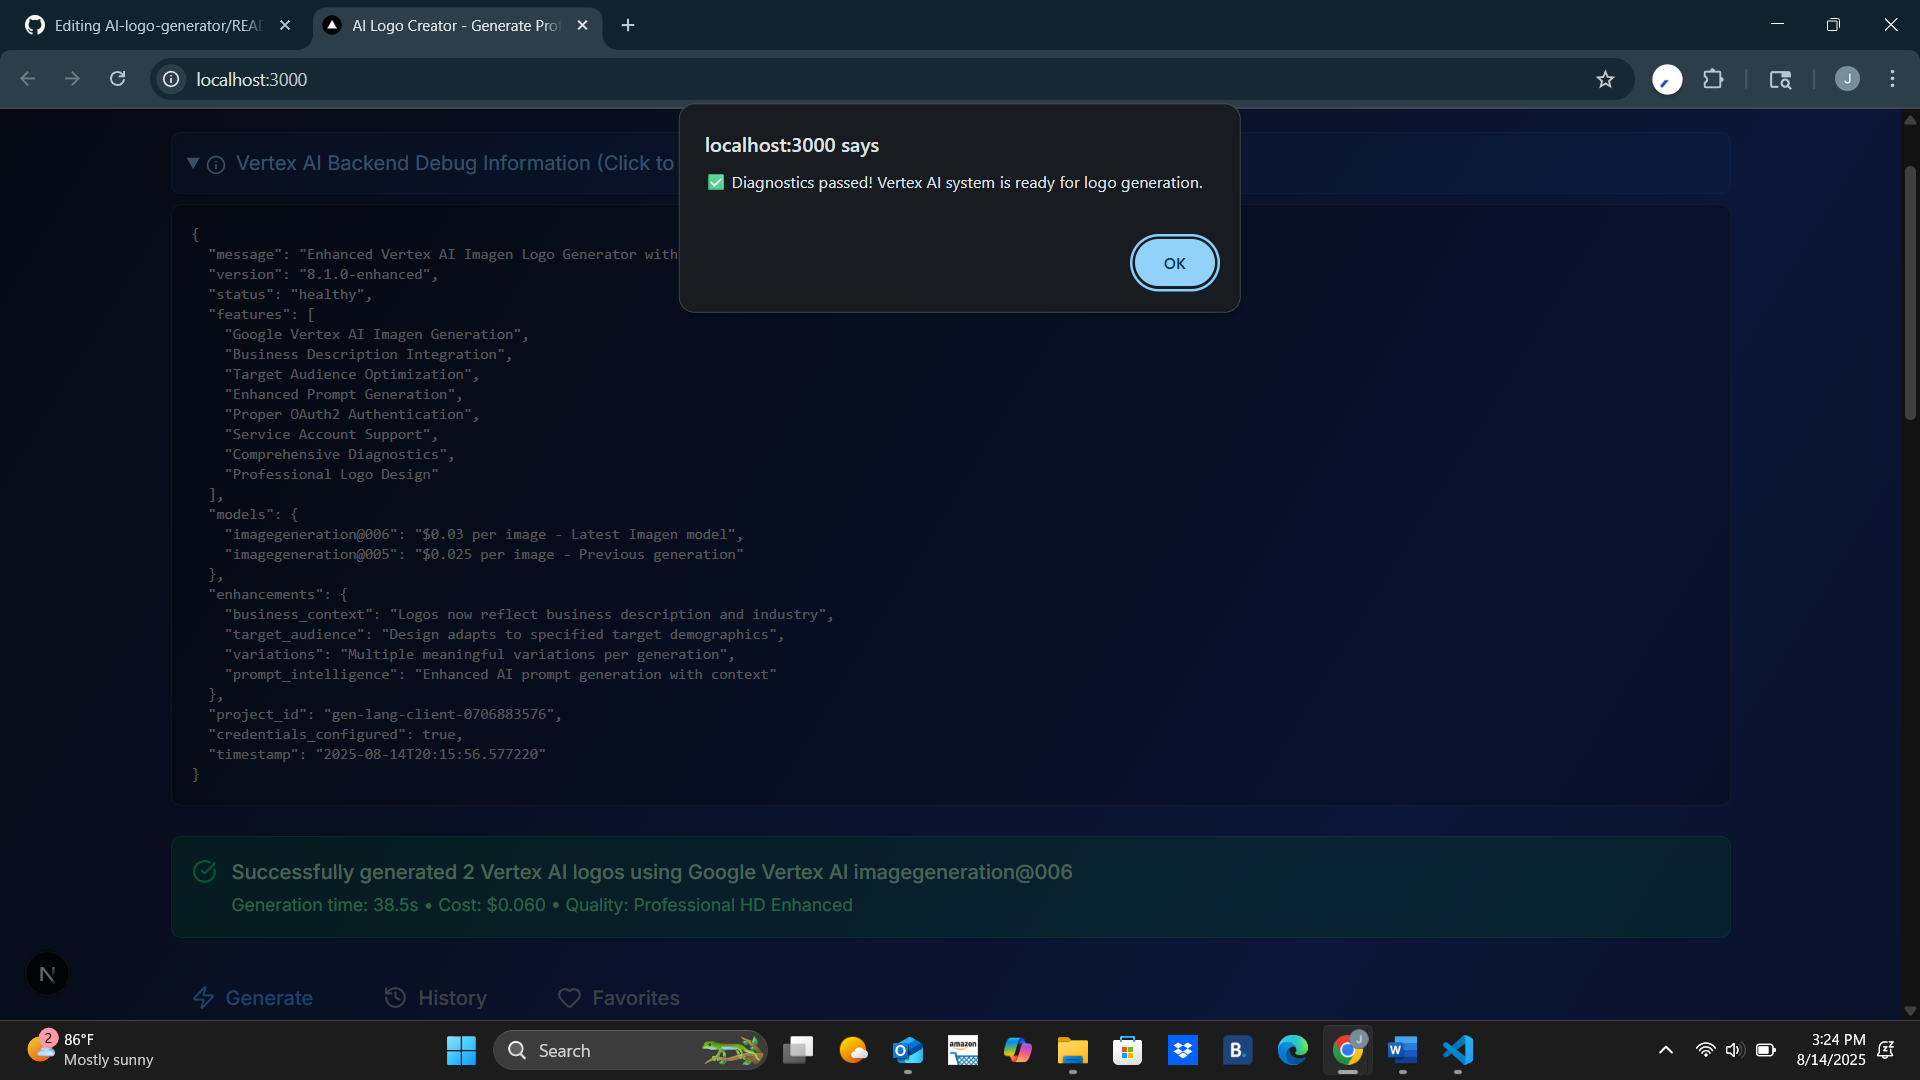 Editing AI-logo-generator/REA
AI Logo Creator - Generate Prof
localhost:3000
J
localhost:3000 says
✅ Diagnostics passed! Vertex AI system is ready for logo generation.
OK
▼ Vertex AI Backend Debug Information (Click to
{
"message": "Enhanced Vertex AI Imagen Logo Generator with
"version": "8.1.0-enhanced",
"status": "healthy",
"features": [
"Google Vertex AI Imagen Generation",
"Business Description Integration",
"Target Audience Optimization",
"Enhanced Prompt Generation",
"Proper OAuth2 Authentication",
"Service Account Support",
"Comprehensive Diagnostics",
"Professional Logo Design"
],
"models": {
"imagegeneration@006": "$0.03 per image - Latest Imagen model",
"imagegeneration@005": "$0.025 per image - Previous generation"
},
"enhancements": {
"business_context": "Logos now reflect business description and industry",
"target_audience": "Design adapts to specified target demographics",
"variations": "Multiple meaningful variations per generation",
"prompt_intelligence": "Enhanced AI prompt generation with context"
},
"project_id": "gen-lang-client-0706883576",
"credentials_configured": true,
"timestamp": "2025-08-14T20:15:56.577220"
}
Successfully generated 2 Vertex AI logos using Google Vertex AI imagegeneration@006
Generation time: 38.5s • Cost: $0.060 • Quality: Professional HD Enhanced
N
Generate
History
Favorites
2
86°F
Mostly sunny
Search
amazon
B.
J
3:24 PM
8/14/2025